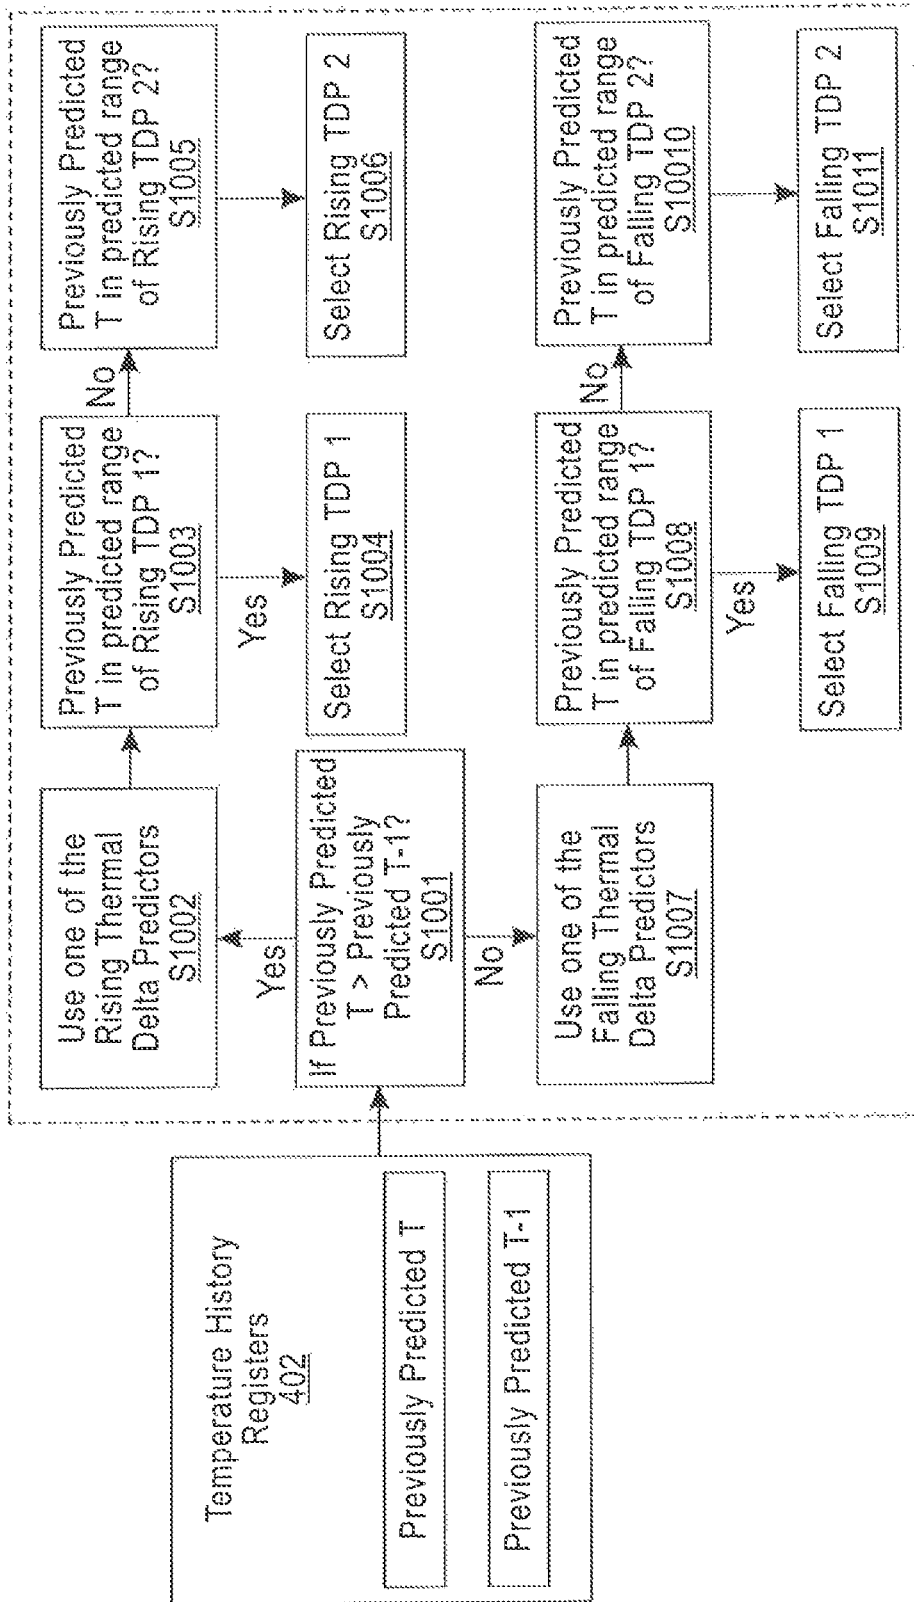 Temperature History
Registers
402
Previously Predicted T
Previously Predicted T-1
Use one of the
Rising Thermal
Delta Predictors
S1002
Yes
If Previously Predicted
T > Previously
Predicted T-1?
S1001
No
Use one of the
Falling Thermal
Delta Predictors
S1007
Previously Predicted
T in predicted range
of Rising TDP 1?
S1003
Yes
Select Rising TDP 1
S1004
No
Previously Predicted
T in predicted range
of Rising TDP 2?
S1005
Select Rising TDP 2
S1006
Previously Predicted
T in predicted range
of Falling TDP 1?
S1008
Yes
Select Falling TDP 1
S1009
No
Previously Predicted
T in predicted range
of Falling TDP 2?
S10010
Select Falling TDP 2
S1011